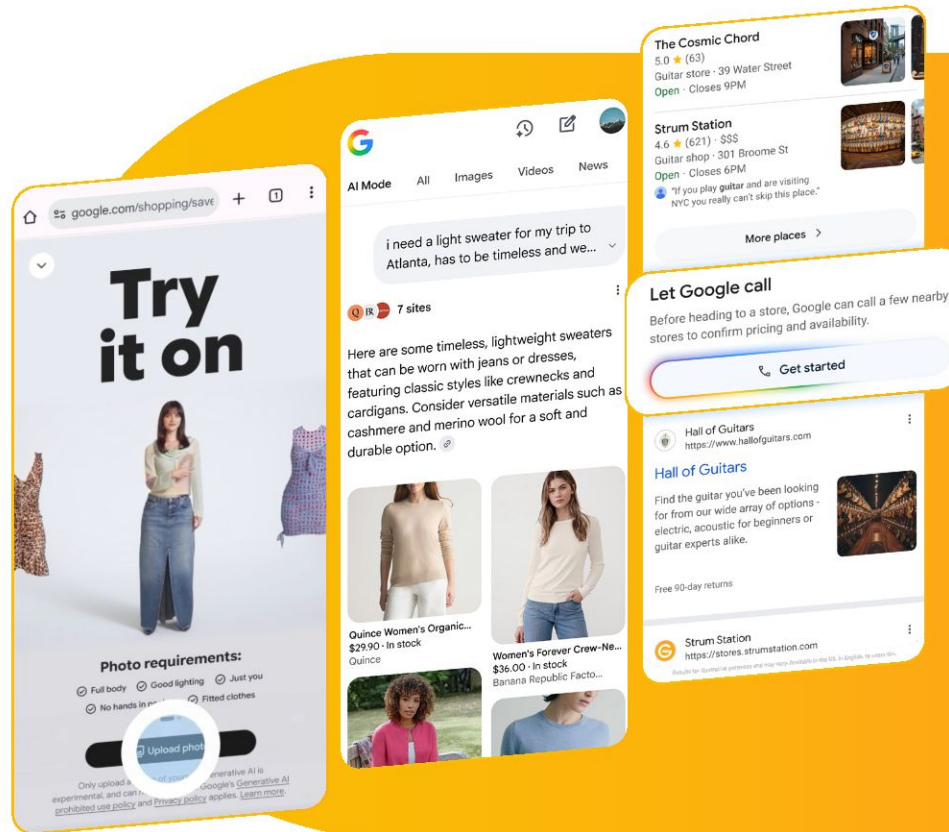 google.com/shopping/save
1
Try
it on
Photo requirements:
Full body
Good lighting
Just you
No hands in
Fitted clothes
Upload photo
Only upload a of generative AI is
experimental, and can Google's Generative AI
prohibited use policy and Privacy policy applies. Learn more.
AI Mode
All
Images
Videos
News
i need a light sweater for my trip to
Atlanta, has to be timeless and we...
7 sites
Here are some timeless, lightweight sweaters
that can be worn with jeans or dresses,
featuring classic styles like crewnecks and
cardigans. Consider versatile materials such as
cashmere and merino wool for a soft and
durable option.
Quince Women's Organic...
$29.90 · In stock
Quince
Women's Forever Crew-Ne...
$36.00 · In stock
Banana Republic Facto...
The Cosmic Chord
5.0 ★ (63)
Guitar store · 39 Water Street
Open · Closes 9PM
Strum Station
4.6 ★ (621) · $$$
Guitar shop · 301 Broome St
Open · Closes 6PM
"If you play guitar and are visiting
NYC you really can't skip this place."
More places
Let Google call
Before heading to a store, Google can call a few nearby
stores to confirm pricing and availability.
Get started
Hall of Guitars
https://www.hallofguitars.com
Hall of Guitars
Find the guitar you've been looking
for from our wide array of options -
electric, acoustic for beginners or
guitar experts alike.
Free 90-day returns
Strum Station
https://stores.strumstation.com